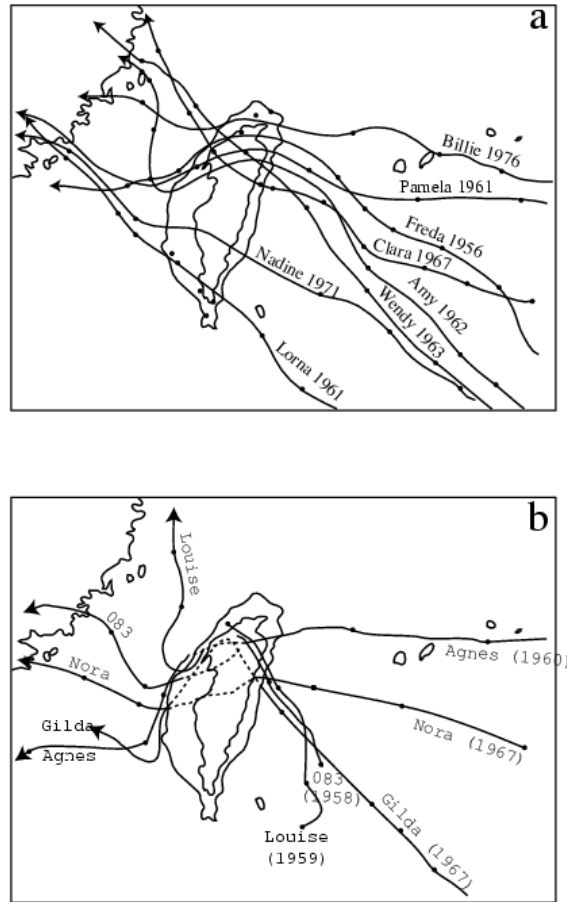 a
Billie 1976
Pamela 1961
Freda 1956
Clara 1967
Amy 1962
Wendy 1963
Nadine 1971
Lorna 1961
b
Louise
083
Nora
Gilda
Agnes
Agnes (1960)
Nora (1967)
083
(1958)
Gilda (1967)
Louise
(1959)